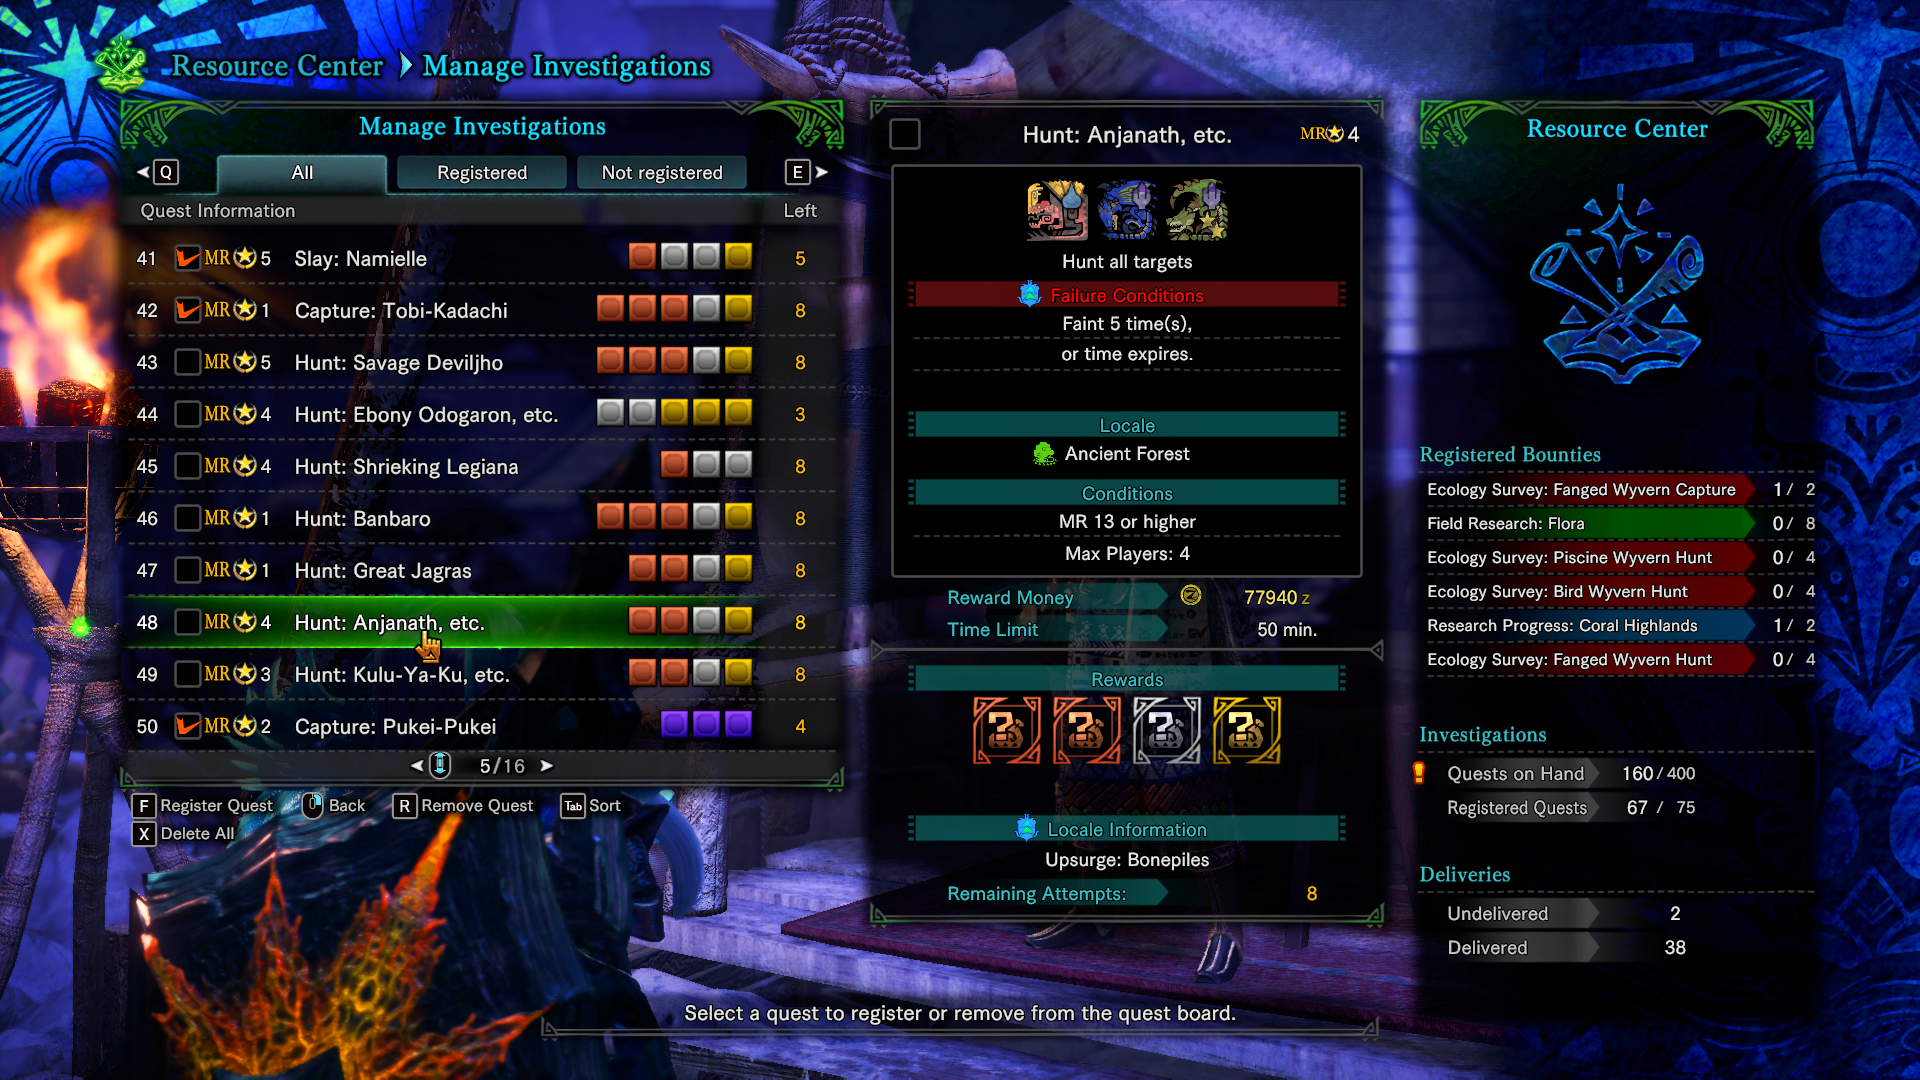 Resource Center Manage Investigations
Manage Investigations
Q All Registered Not registered E
Quest Information Left
41 MR 5 Slay: Namielle 5
42 MR 1 Capture: Tobi-Kadachi 8
43 MR 5 Hunt: Savage Deviljho 8
44 MR 4 Hunt: Ebony Odogaron, etc. 3
45 MR 4 Hunt: Shrieking Legiana 8
46 MR 1 Hunt: Banbaro 8
47 MR 1 Hunt: Great Jagras 8
48 MR 4 Hunt: Anjanath, etc. 8
49 MR 3 Hunt: Kulu-Ya-Ku, etc. 8
50 MR 2 Capture: Pukei-Pukei 4
5/16
F Register Quest Back R Remove Quest Tab Sort
X Delete All
Hunt: Anjanath, etc. MR 4
Hunt all targets
Failure Conditions
Faint 5 time(s),
or time expires.
Locale
Ancient Forest
Conditions
MR 13 or higher
Max Players: 4
Reward Money 77940 z
Time Limit 50 min.
Rewards
? ? ? ?
Locale Information
Upsurge: Bonepiles
Remaining Attempts: 8
Resource Center
Registered Bounties
Ecology Survey: Fanged Wyvern Capture 1/ 2
Field Research: Flora 0/ 8
Ecology Survey: Piscine Wyvern Hunt 0/ 4
Ecology Survey: Bird Wyvern Hunt 0/ 4
Research Progress: Coral Highlands 1/ 2
Ecology Survey: Fanged Wyvern Hunt 0/ 4
Investigations
Quests on Hand 160/400
Registered Quests 67 / 75
Deliveries
Undelivered 2
Delivered 38
Select a quest to register or remove from the quest board.